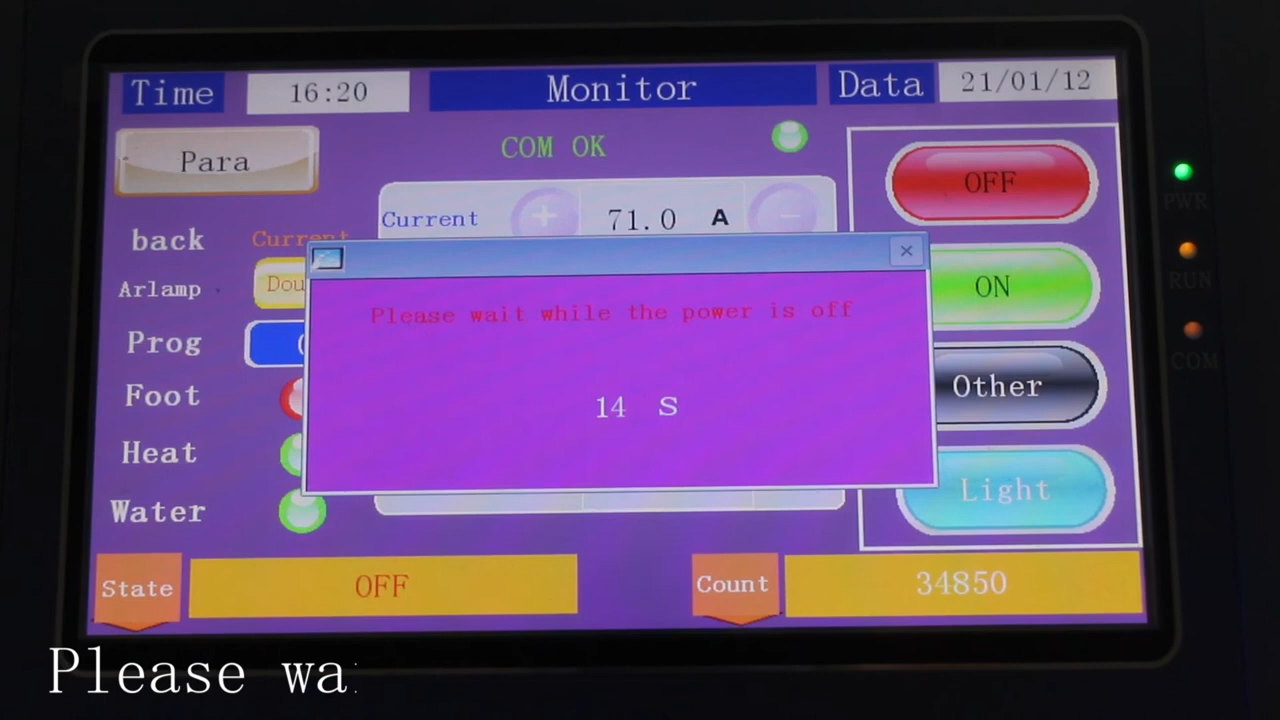 Time 16:20 Monitor Data 21/01/12
Para
COM OK
OFF
PWR
Current 71.0 A
back Current
RUN
Arlamp
ON
Please wait while the power is off
Prog
COM
Foot
14 S
Other
Heat
Water
Light
State OFF Count 34850
Please wa